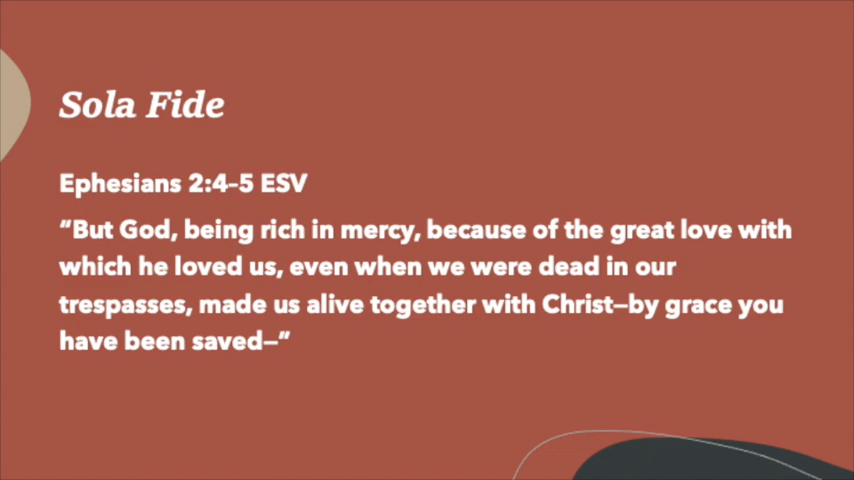 Sola Fide
Ephesians 2:4–5 ESV
“But God, being rich in mercy, because of the great love with
which he loved us, even when we were dead in our
trespasses, made us alive together with Christ—by grace you
have been saved—”